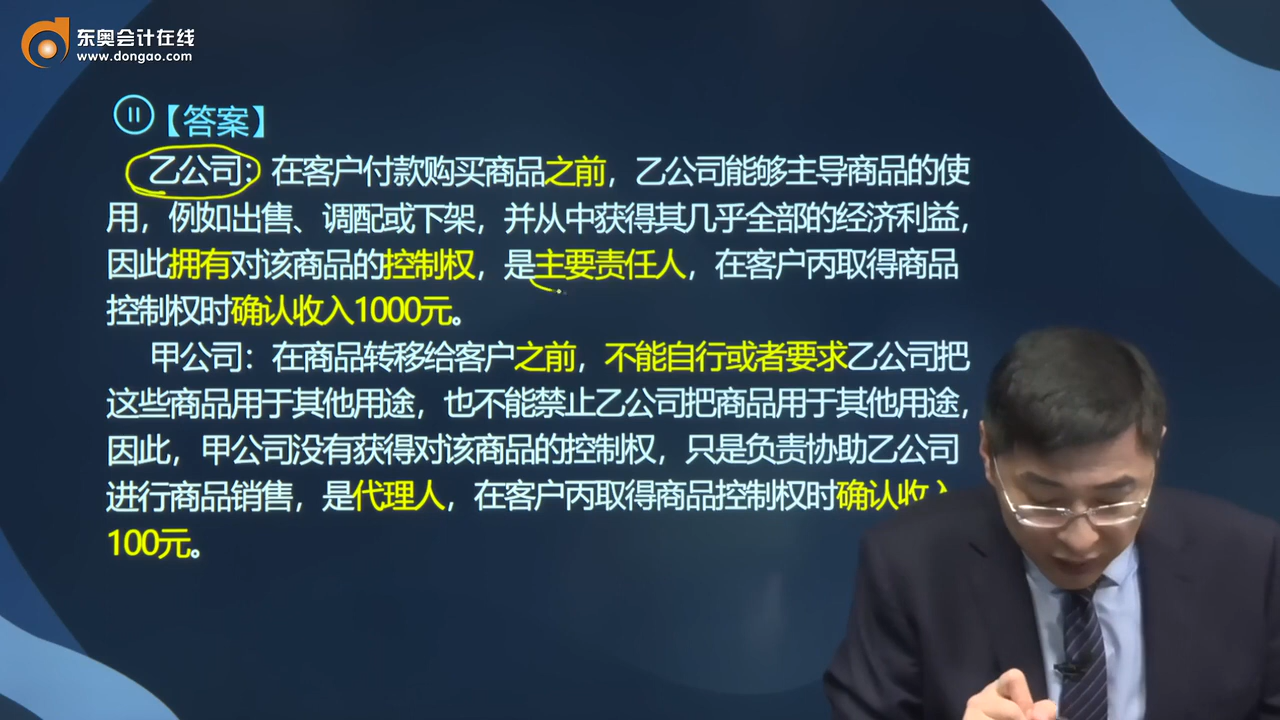 东奥会计在线
www.dongao.com
【答案】
乙公司：在客户付款购买商品之前，乙公司能够主导商品的使
用，例如出售、调配或下架，并从中获得其几乎全部的经济利益，
因此拥有对该商品的控制权，是主要责任人，在客户丙取得商品
控制权时确认收入1000元。
甲公司：在商品转移给客户之前，不能自行或者要求乙公司把
这些商品用于其他用途，也不能禁止乙公司把商品用于其他用途，
因此，甲公司没有获得对该商品的控制权，只是负责协助乙公司
进行商品销售，是代理人，在客户丙取得商品控制权时确认收入
100元。